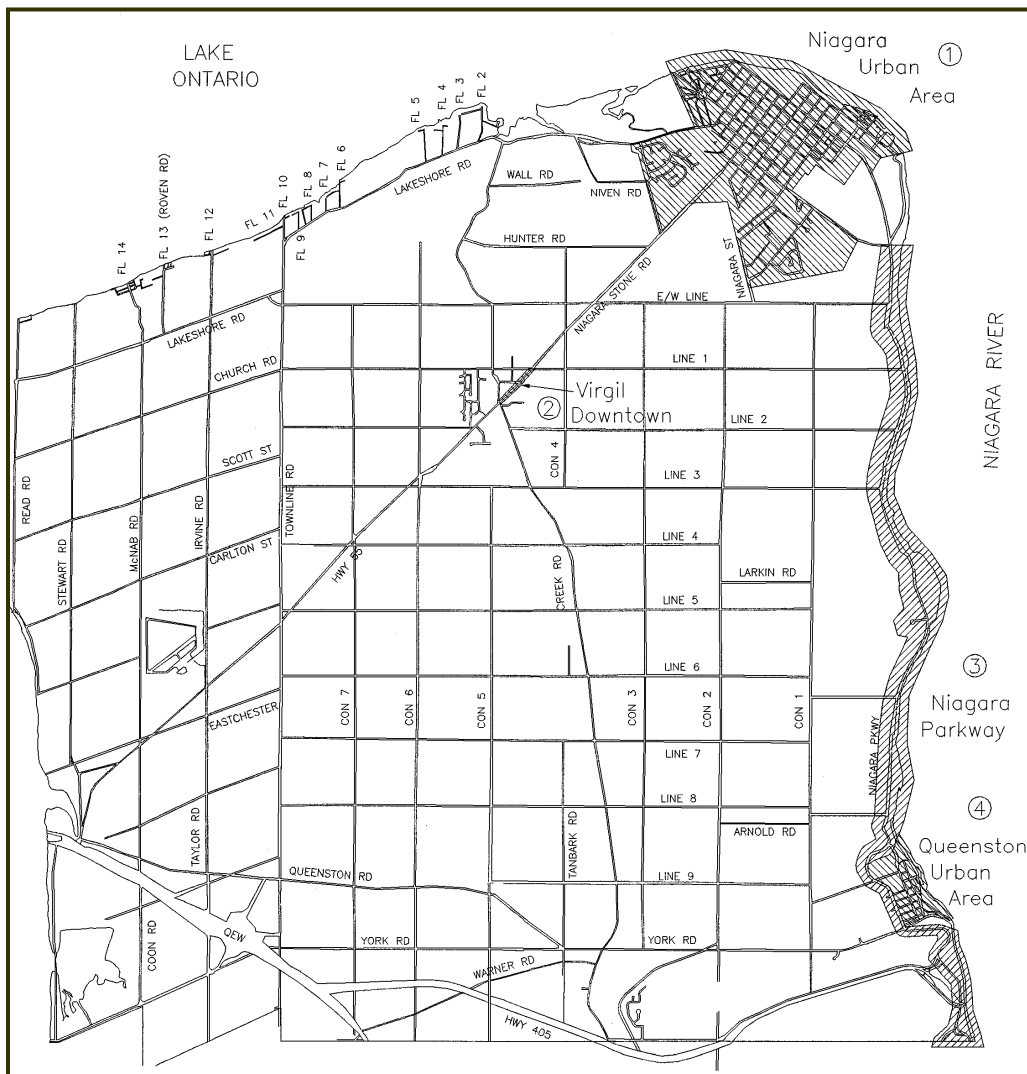 LAKE
ONTARIO
Niagara
Urban
Area
1
FL 5
FL 4
FL 3
FL 2
FL 14
FL 13 (ROVEN RD)
FL 12
FL 11
FL 10
FL 9
FL 8
FL 7
FL 6
LAKESHORE RD
WALL RD
NIVEN RD
HUNTER RD
NIAGARA STONE RD
NIAGARA ST
E/W LINE
LAKESHORE RD
CHURCH RD
LINE 1
Virgil
Downtown
2
LINE 2
NIAGARA RIVER
SCOTT ST
CON 4
LINE 3
READ RD
STEWART RD
McNAB RD
IRVINE RD
TOWNLINE RD
CARLTON ST
HWY 55
CREEK RD
LINE 4
LARKIN RD
LINE 5
LINE 6
3
Niagara
Parkway
EASTCHESTER
CON 7
CON 6
CON 5
CON 3
CON 2
CON 1
NIAGARA PKWY
LINE 7
LINE 8
ARNOLD RD
4
Queenston
Urban
Area
TAYLOR RD
QUEENSTON RD
TANBARK RD
LINE 9
COON RD
QEW
YORK RD
YORK RD
WARNER RD
HWY 405